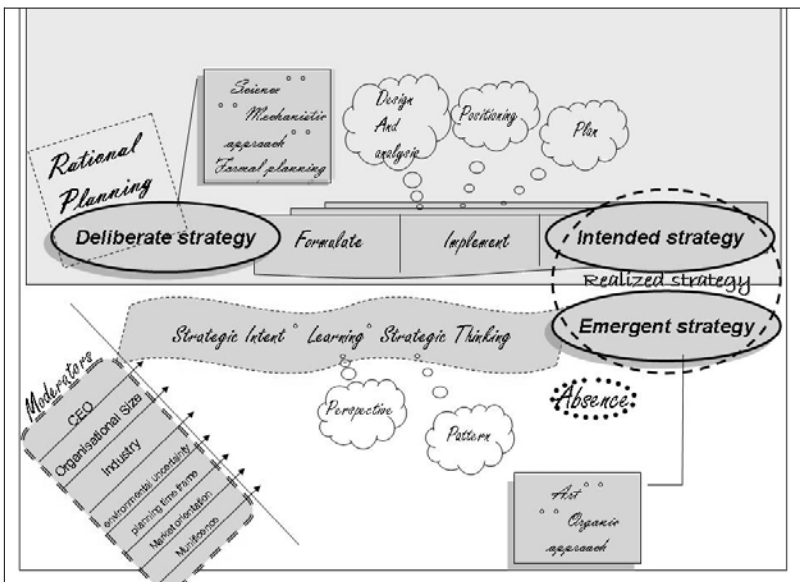 Science
Mechanistic
approach
Formal planning
Design
And
analysis
Positioning
Plan
Rational
Planning
Deliberate strategy
Formulate
Implement
Intended strategy
Realized strategy
Emergent strategy
Strategic Intent ° Learning ° Strategic Thinking
Perspective
Pattern
Absence
Moderators
CEO
Organisational Size
Industry
environmental uncertainty
planning time frame
Market orientation
Munificence
Art
Organic
approach